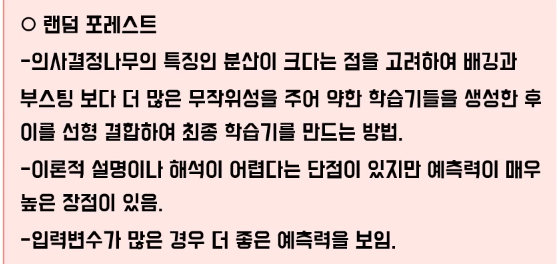 ○ 랜덤 포레스트
-의사결정나무의 특징인 분산이 크다는 점을 고려하여 배깅과
부스팅 보다 더 많은 무작위성을 주어 약한 학습기들을 생성한 후
이를 선형 결합하여 최종 학습기를 만드는 방법.
-이론적 설명이나 해석이 어렵다는 단점이 있지만 예측력이 매우
높은 장점이 있음.
-입력변수가 많은 경우 더 좋은 예측력을 보임.